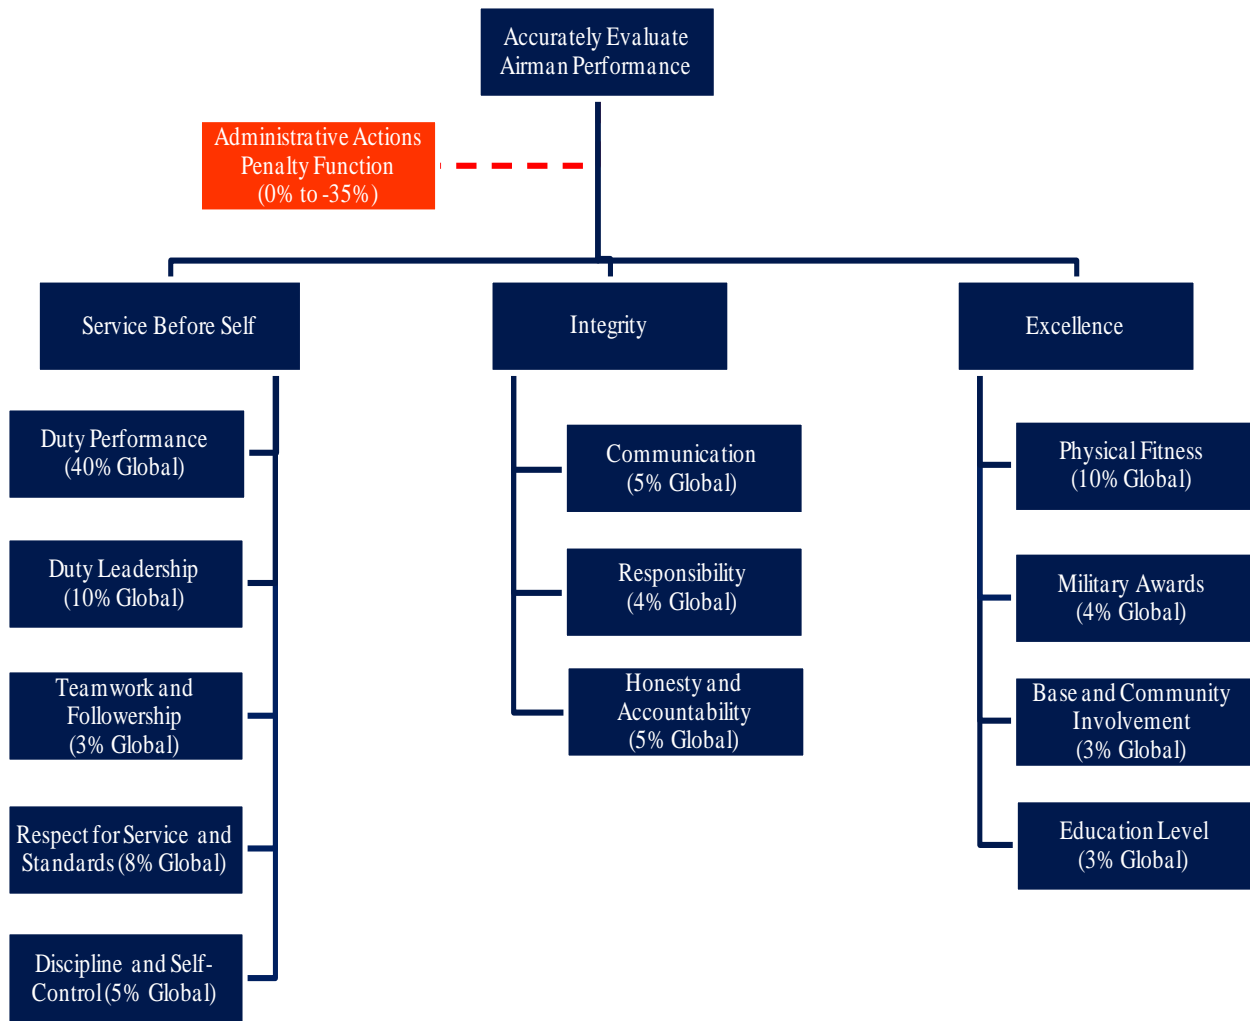 Accurately Evaluate
Airman Performance
Administrative Actions
Penalty Function
(0% to -35%)
Service Before Self
Integrity
Excellence
Duty Performance
(40% Global)
Duty Leadership
(10% Global)
Teamwork and
Followership
(3% Global)
Respect for Service and
Standards (8% Global)
Discipline and Self-
Control (5% Global)
Communication
(5% Global)
Responsibility
(4% Global)
Honesty and
Accountability
(5% Global)
Physical Fitness
(10% Global)
Military Awards
(4% Global)
Base and Community
Involvement
(3% Global)
Education Level
(3% Global)